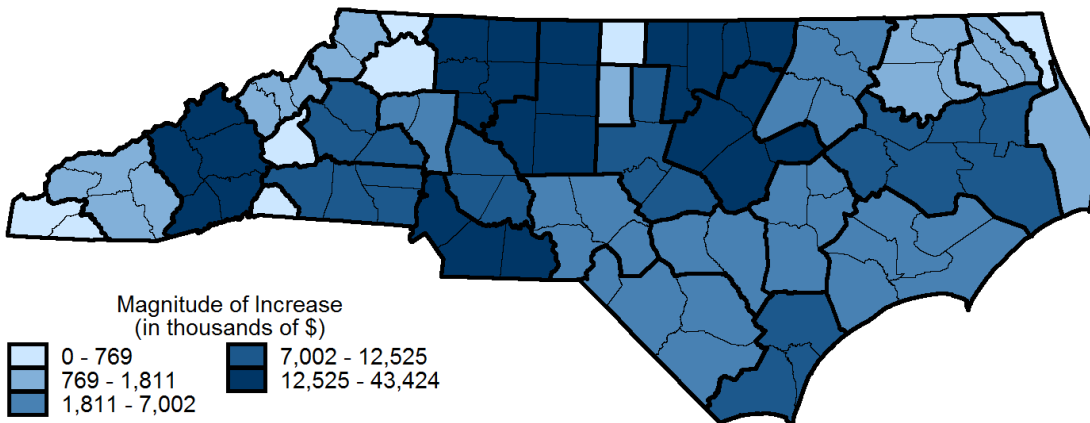 Magnitude of Increase
(in thousands of $)
0 - 769
769 - 1,811
1,811 - 7,002
7,002 - 12,525
12,525 - 43,424